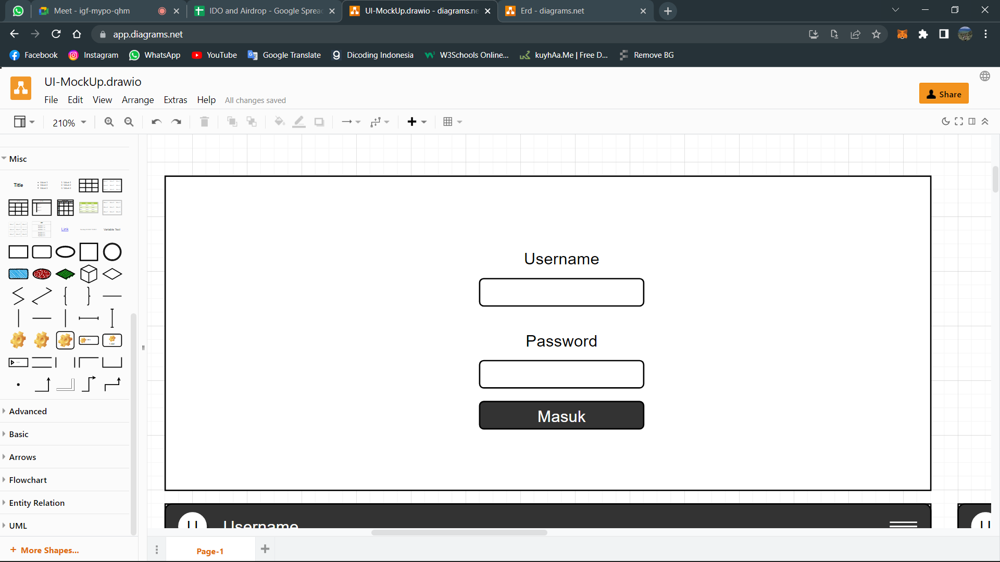 Meet - igf-mypo-qhm
IDO and Airdrop - Google Sprea
UI-MockUp.drawio - diagrams.ne
Erd - diagrams.net
app.diagrams.net
Facebook
Instagram
WhatsApp
YouTube
Google Translate
Dicoding Indonesia
W3Schools Online...
kuyhAa.Me | Free D...
Remove BG
UI-MockUp.drawio
File Edit View Arrange Extras Help All changes saved
Share
210%
Misc
Title
Link
Variable Text
Advanced
Basic
Arrows
Flowchart
Entity Relation
UML
+ More Shapes...
Username
Password
Masuk
U Username
U
Page-1